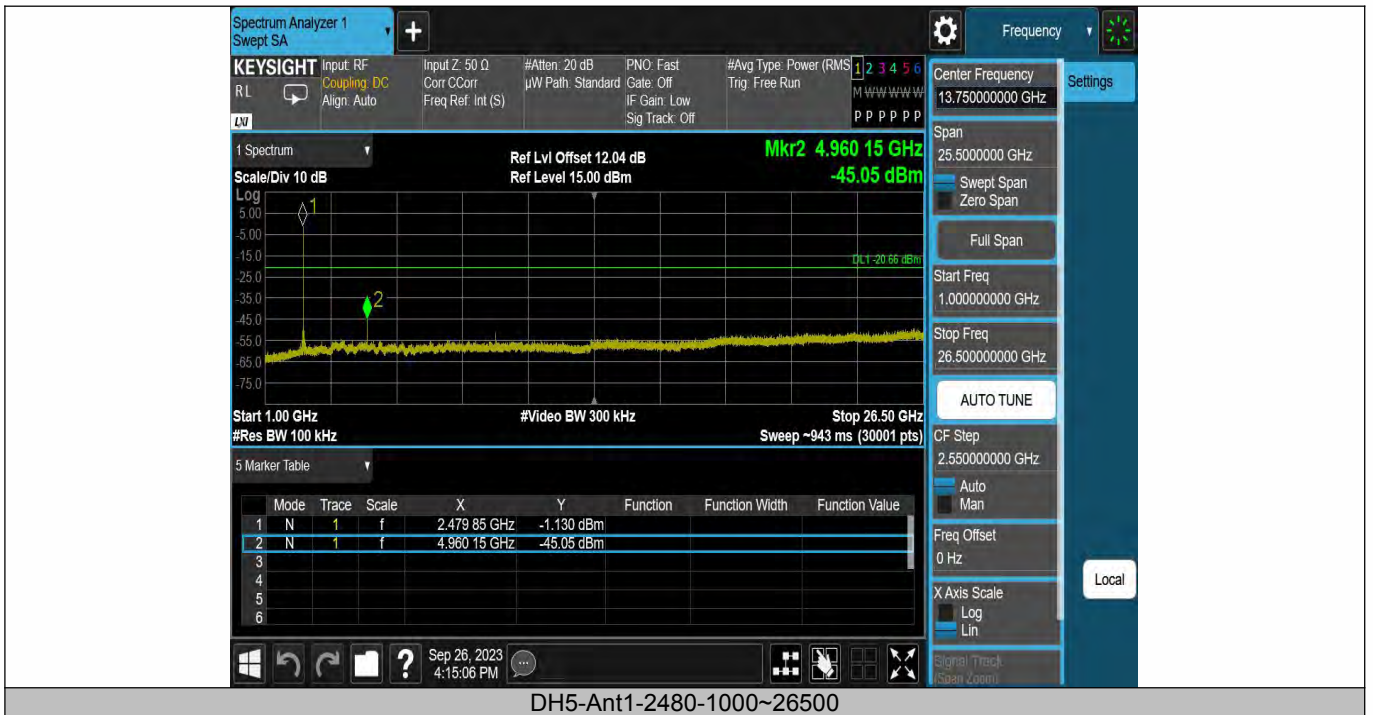 Spectrum Analyzer 1
Swept SA
+
Frequency
KEYSIGHT
RL
LXI
Input: RF
Coupling: DC
Align: Auto
Input Z: 50 Ω
Corr CCorr
Freq Ref: Int (S)
#Atten: 20 dB
µW Path: Standard
PNO: Fast
Gate: Off
IF Gain: Low
Sig Track: Off
#Avg Type: Power (RMS
Trig: Free Run
1 2 3 4 5 6
M W W W W W
P P P P P P
1 Spectrum
Scale/Div 10 dB
Ref Lvl Offset 12.04 dB
Ref Level 15.00 dBm
Mkr2 4.960 15 GHz
-45.05 dBm
Log
5.00
-5.00
-15.0
-25.0
-35.0
-45.0
-55.0
-65.0
-75.0
1
2
DL1 -20.66 dBm
Start 1.00 GHz
#Res BW 100 kHz
#Video BW 300 kHz
Stop 26.50 GHz
Sweep ~943 ms (30001 pts)
5 Marker Table
Mode Trace Scale X Y Function Function Width Function Value
1 N 1 f 2.479 85 GHz -1.130 dBm
2 N 1 f 4.960 15 GHz -45.05 dBm
3
4
5
6
Sep 26, 2023
4:15:06 PM
?
Center Frequency
13.750000000 GHz
Settings
Span
25.5000000 GHz
Swept Span
Zero Span
Full Span
Start Freq
1.000000000 GHz
Stop Freq
26.500000000 GHz
AUTO TUNE
CF Step
2.550000000 GHz
Auto
Man
Freq Offset
0 Hz
X Axis Scale
Log
Lin
Signal Track
(Span Zoom)
Local
DH5-Ant1-2480-1000~26500